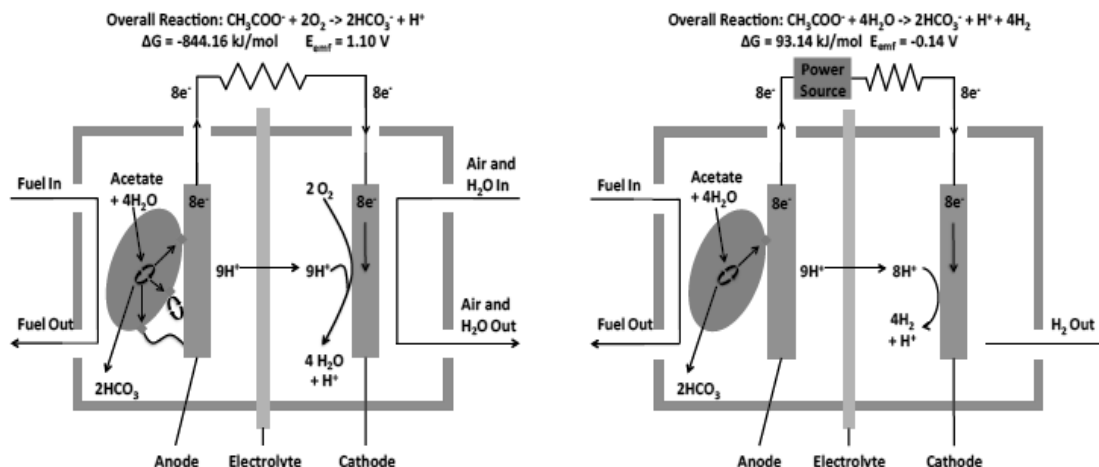 Overall Reaction: CH₃COO⁻ + 2O₂ -> 2HCO₃⁻ + H⁺
ΔG = -844.16 kJ/mol E_emf = 1.10 V
8e⁻
8e⁻
Fuel In
Acetate
+ 4H₂O
8e⁻
2 O₂
8e⁻
Air and
H₂O In
9H⁺
9H⁺
Fuel Out
4 H₂O
+ H⁺
Air and
H₂O Out
2HCO₃
Anode
Electrolyte
Cathode
Overall Reaction: CH₃COO⁻ + 4H₂O -> 2HCO₃⁻ + H⁺ + 4H₂
ΔG = 93.14 kJ/mol E_emf = -0.14 V
Power
Source
8e⁻
8e⁻
Fuel In
Acetate
+ 4H₂O
8e⁻
8e⁻
9H⁺
8H⁺
Fuel Out
4H₂
+ H⁺
H₂ Out
2HCO₃
Anode
Electrolyte
Cathode